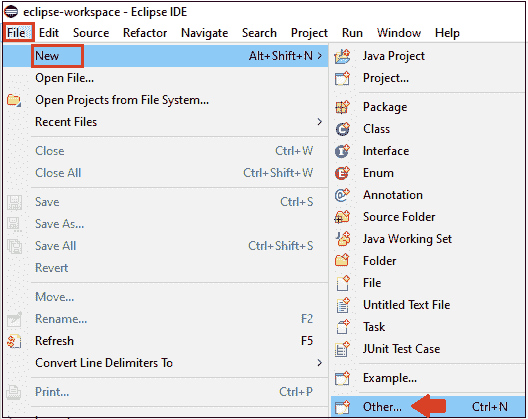 eclipse-workspace - Eclipse IDE
File Edit Source Refactor Navigate Search Project Run Window Help
New Alt+Shift+N >
Open File...
Open Projects from File System...
Recent Files >
Close Ctrl+W
Close All Ctrl+Shift+W
Save Ctrl+S
Save As...
Save All Ctrl+Shift+S
Revert
Move...
Rename... F2
Refresh F5
Convert Line Delimiters To >
Print... Ctrl+P
Java Project
Project...
Package
Class
Interface
Enum
Annotation
Source Folder
Java Working Set
Folder
File
Untitled Text File
Task
JUnit Test Case
Example...
Other... Ctrl+N